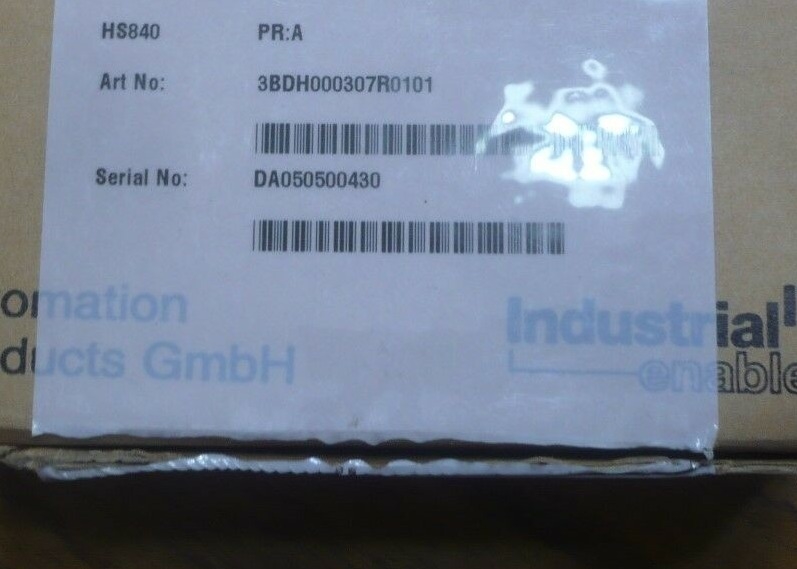 HS840 PR:A
Art No: 3BDH000307R0101
Serial No: DA050500430
omation
ducts GmbH
Industrial
enable